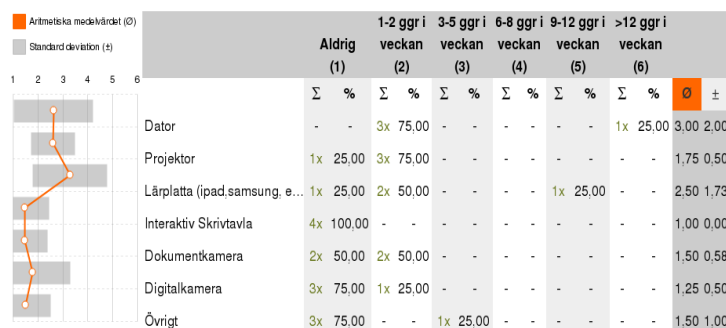 Aritmetiska medelvärdet (Ø)
Standard deviation (±)
1 2 3 4 5 6
Aldrig (1) 1-2 ggr i veckan (2) 3-5 ggr i veckan (3) 6-8 ggr i veckan (4) 9-12 ggr i veckan (5) >12 ggr i veckan (6)
Σ % Σ % Σ % Σ % Σ % Σ % Ø ±
Dator - - 3x 75,00 - - - - - - 1x 25,00 3,00 2,00
Projektor 1x 25,00 3x 75,00 - - - - - - - - 1,75 0,50
Lärplatta (ipad,samsung, e... 1x 25,00 2x 50,00 - - - - 1x 25,00 - - 2,50 1,73
Interaktiv Skrivtavla 4x 100,00 - - - - - - - - - - 1,00 0,00
Dokumentkamera 2x 50,00 2x 50,00 - - - - - - - - 1,50 0,58
Digitalkamera 3x 75,00 1x 25,00 - - - - - - - - 1,25 0,50
Övrigt 3x 75,00 - - 1x 25,00 - - - - - - 1,50 1,00